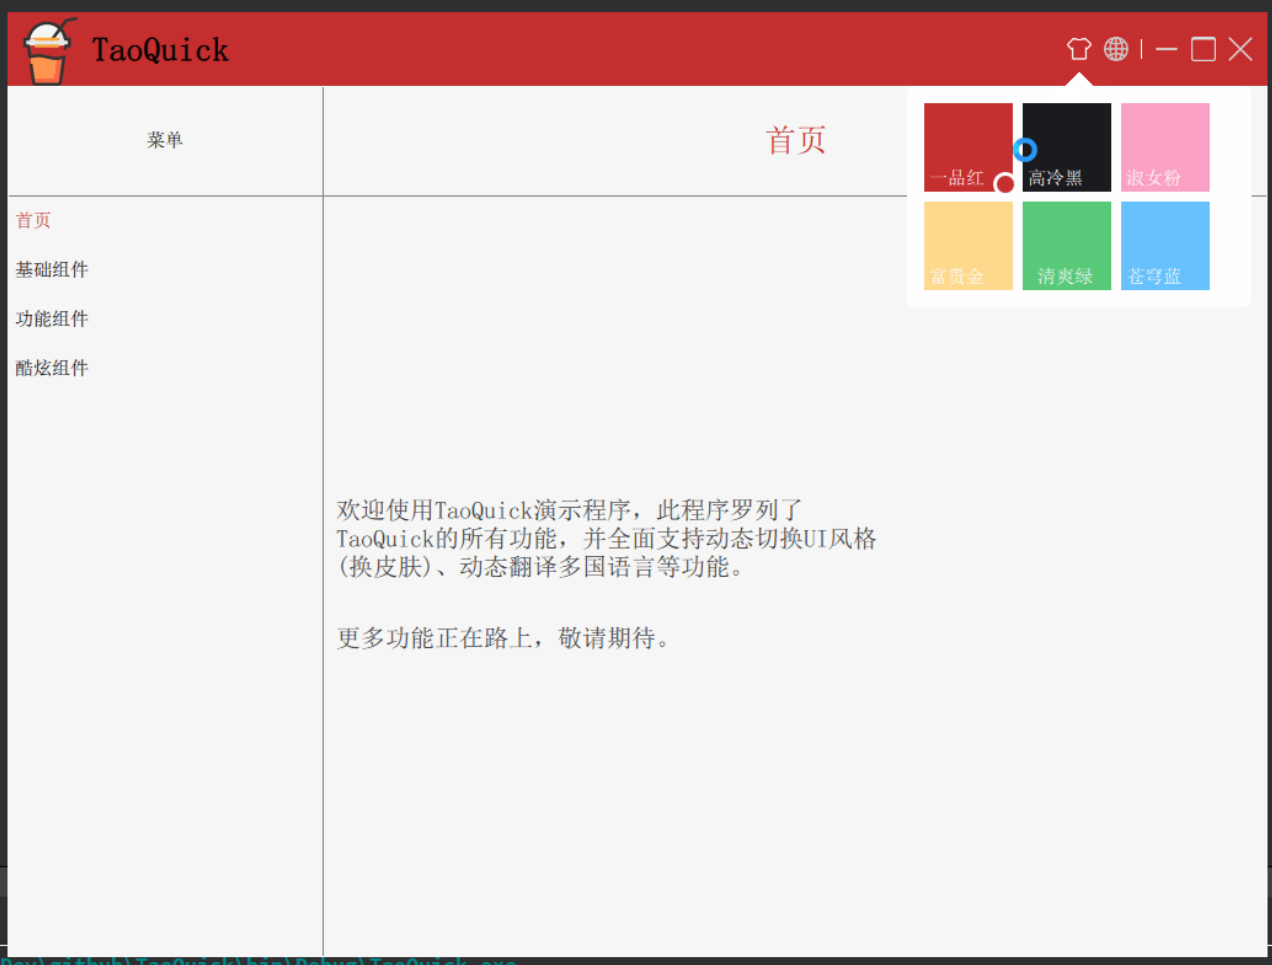 TaoQuick
菜单
首页
一品红
高冷黑
淑女粉
富贵金
清爽绿
苍穹蓝
首页
基础组件
功能组件
酷炫组件
欢迎使用TaoQuick演示程序，此程序罗列了
TaoQuick的所有功能，并全面支持动态切换UI风格
(换皮肤)、动态翻译多国语言等功能。
更多功能正在路上，敬请期待。
Dev\github\TaoQuick\bin\Debug\TaoQuick.exe